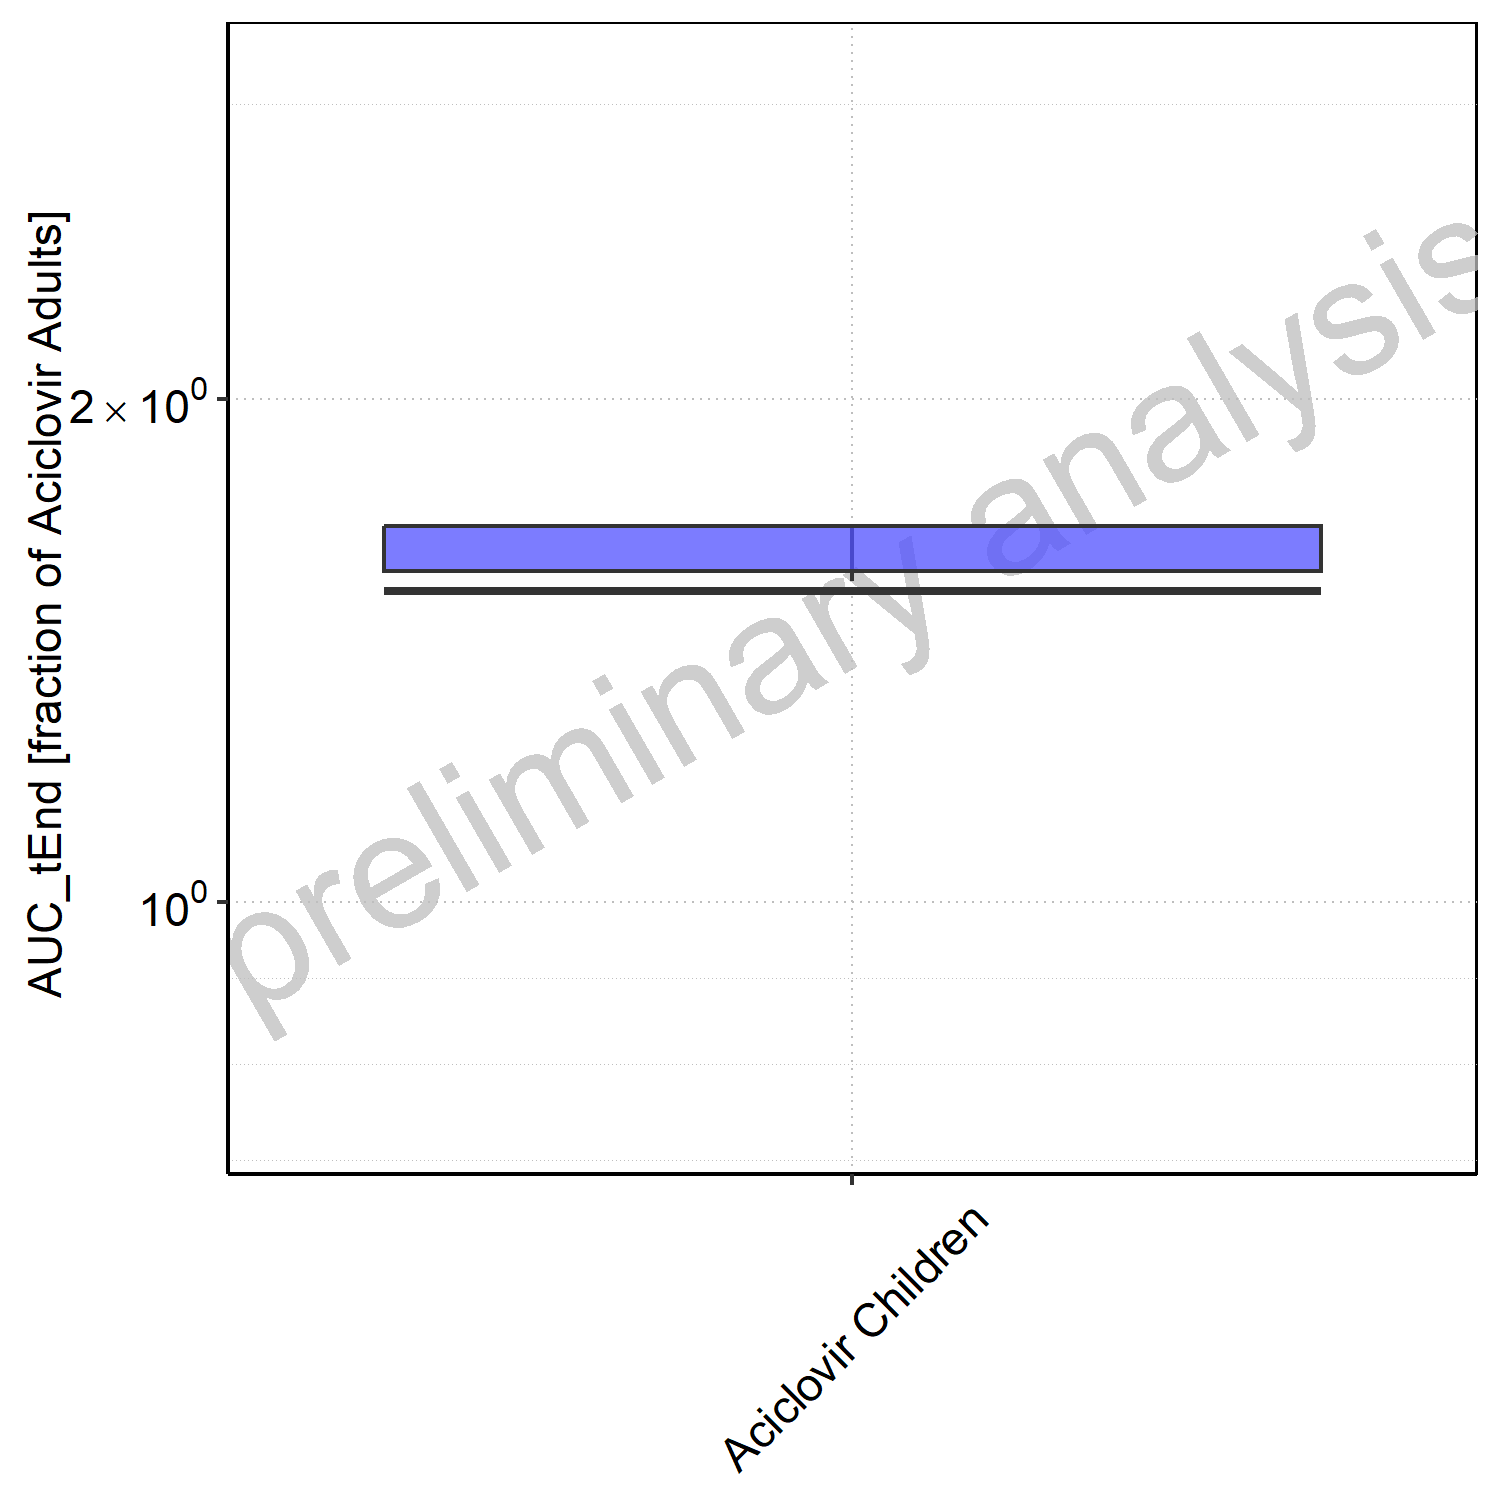 AUC_tEnd [fraction of Aciclovir Adults]
2 × 10⁰
10⁰
preliminary analysis
Aciclovir Children